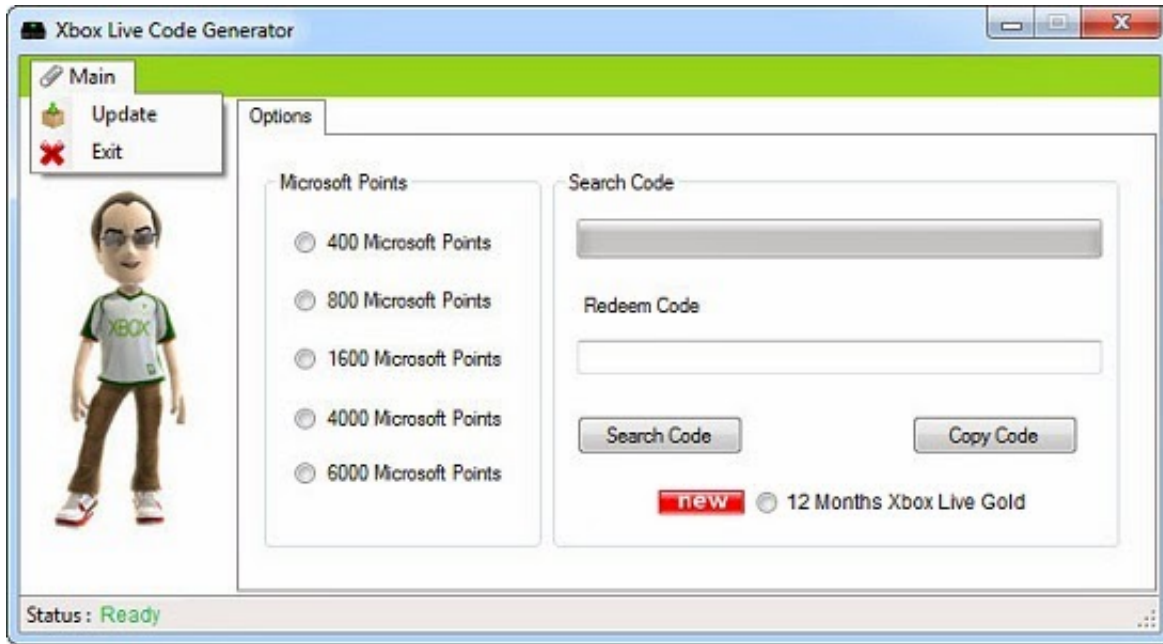 Xbox Live Code Generator
Main
Update
Exit
Options
Microsoft Points
400 Microsoft Points
800 Microsoft Points
1600 Microsoft Points
4000 Microsoft Points
6000 Microsoft Points
Search Code
Redeem Code
Search Code
Copy Code
new
12 Months Xbox Live Gold
XBOX
Status : Ready